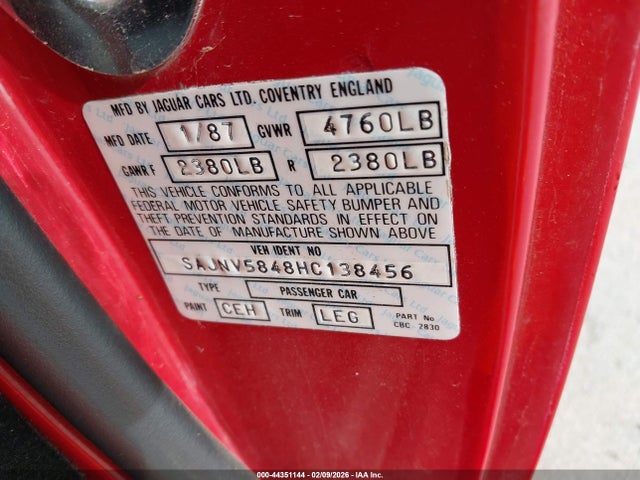 MFD BY JAGUAR CARS LTD. COVENTRY ENGLAND
MFD DATE 1/87 GVWR 4760LB
GAWR F 2380LB R 2380LB
THIS VEHICLE CONFORMS TO ALL APPLICABLE
FEDERAL MOTOR VEHICLE SAFETY BUMPER AND
THEFT PREVENTION STANDARDS IN EFFECT ON
THE DATE OF MANUFACTURE SHOWN ABOVE
VEH IDENT NO
SAJNV5848HC138456
TYPE PASSENGER CAR
PAINT CEH TRIM LEG PART No
CBC 2830
000-44351144 - 02/09/2026 - IAA Inc.